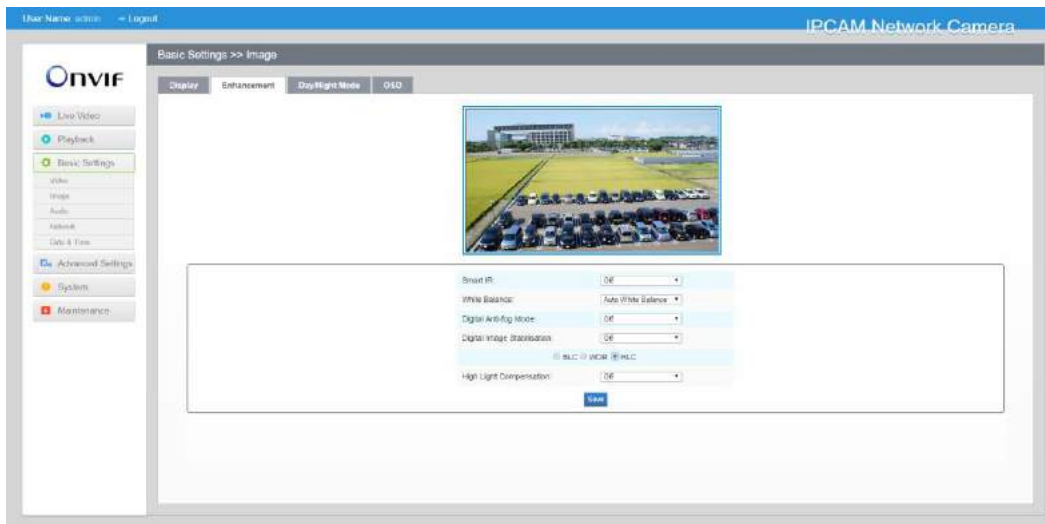 User Name: admin Logout
IPCAM Network Camera
ONVIF
Basic Settings >> Image
Display Enhancement Day/Night Mode OSD
Live Video
Playback
Basic Settings
Video
Image
Audio
Network
Date & Time
Advanced Settings
System
Maintenance
Smart IR: Off
White Balance: Auto White Balance
Digital Anti-fog Mode: Off
Digital Image Stabilisation: Off
BLC WDR HLC
High Light Compensation: Off
Save